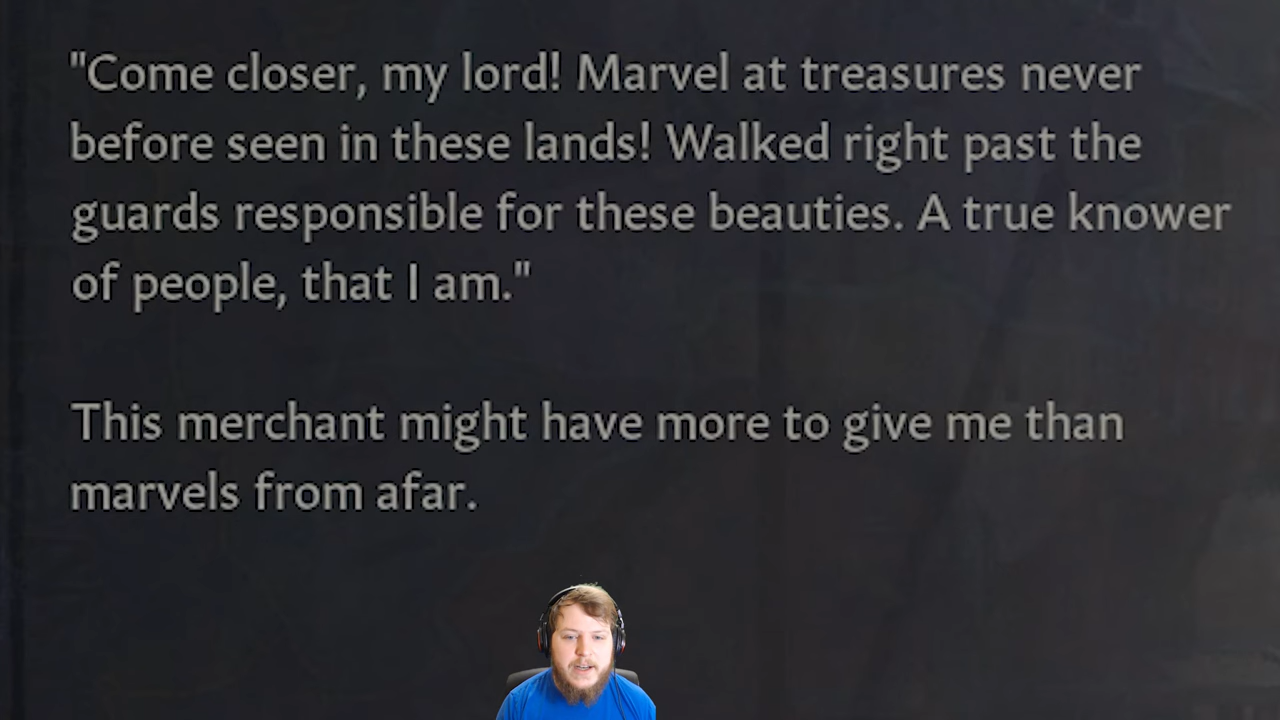 "Come closer, my lord! Marvel at treasures never
before seen in these lands! Walked right past the
guards responsible for these beauties. A true knower
of people, that I am."
This merchant might have more to give me than
marvels from afar.